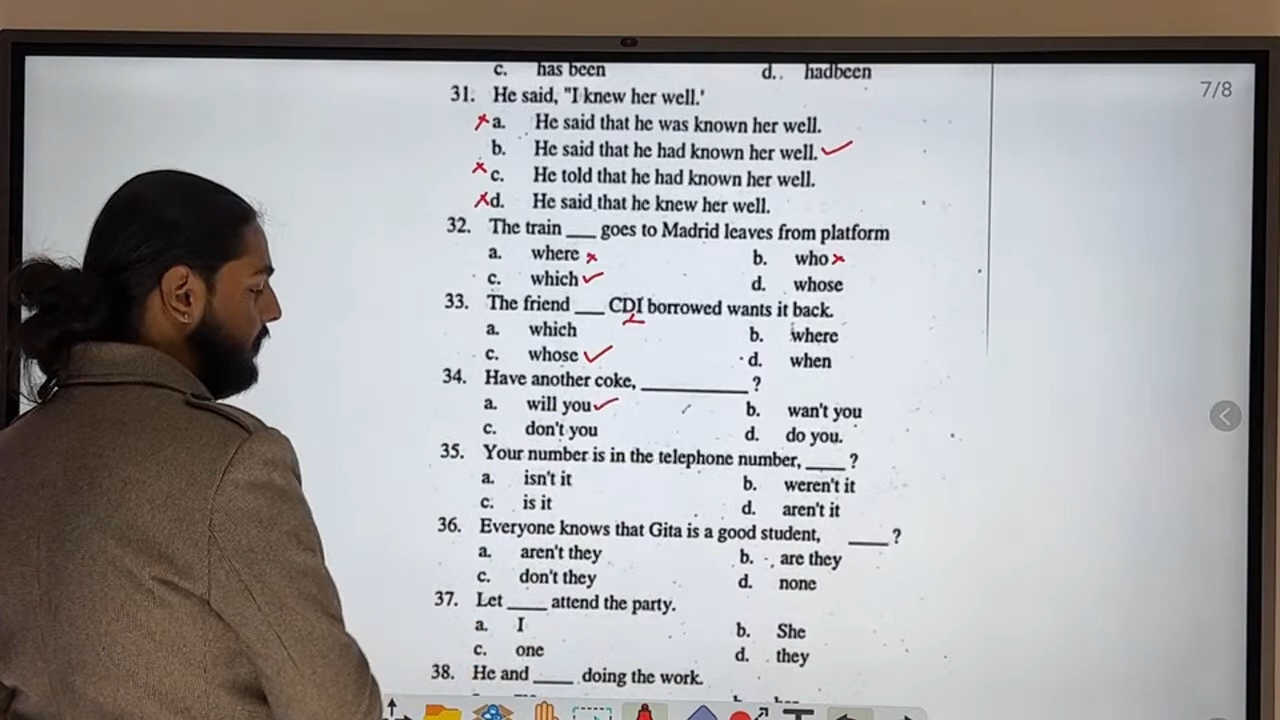 c. has been d.. hadbeen
7/8
31. He said, "I knew her well.'
a. He said that he was known her well.
b. He said that he had known her well.
c. He told that he had known her well.
d. He said that he knew her well.
32. The train ___ goes to Madrid leaves from platform
a. where b. who
c. which d. whose
33. The friend ___ CDI borrowed wants it back.
a. which b. where
c. whose d. when
34. Have another coke, __________ ?
a. will you b. wan't you
c. don't you d. do you.
35. Your number is in the telephone number, ____ ?
a. isn't it b. weren't it
c. is it d. aren't it
36. Everyone knows that Gita is a good student, ____ ?
a. aren't they b. are they
c. don't they d. none
37. Let ____ attend the party.
a. I b. She
c. one d. they
38. He and ____ doing the work.